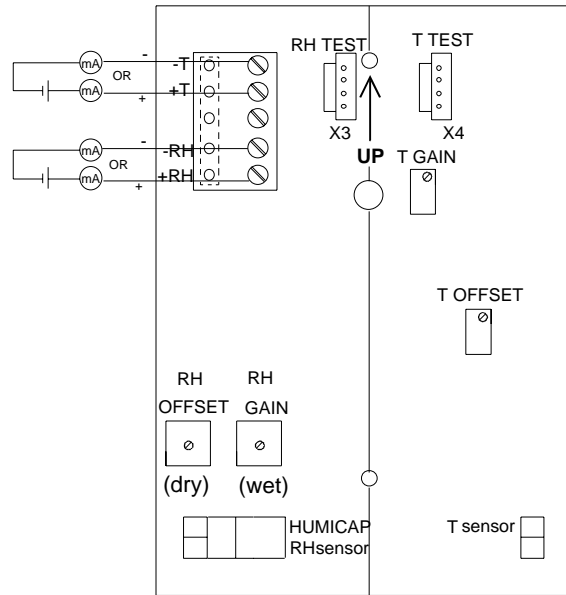 RH TEST
T TEST
mA
-
-T
OR
mA
+
+T
X3
X4
mA
-
-RH
OR
mA
+
+RH
UP
T GAIN
T OFFSET
RH
OFFSET
(dry)
RH
GAIN
(wet)
HUMICAP
RHsensor
T sensor